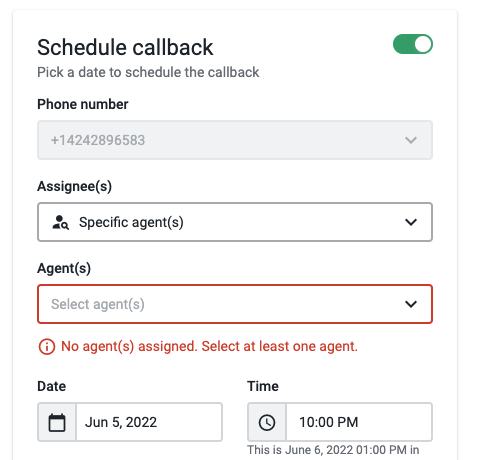 Schedule callback
Pick a date to schedule the callback
Phone number
+14242896583
Assignee(s)
Specific agent(s)
Agent(s)
Select agent(s)
No agent(s) assigned. Select at least one agent.
Date
Time
Jun 5, 2022
10:00 PM
This is June 6, 2022 01:00 PM in